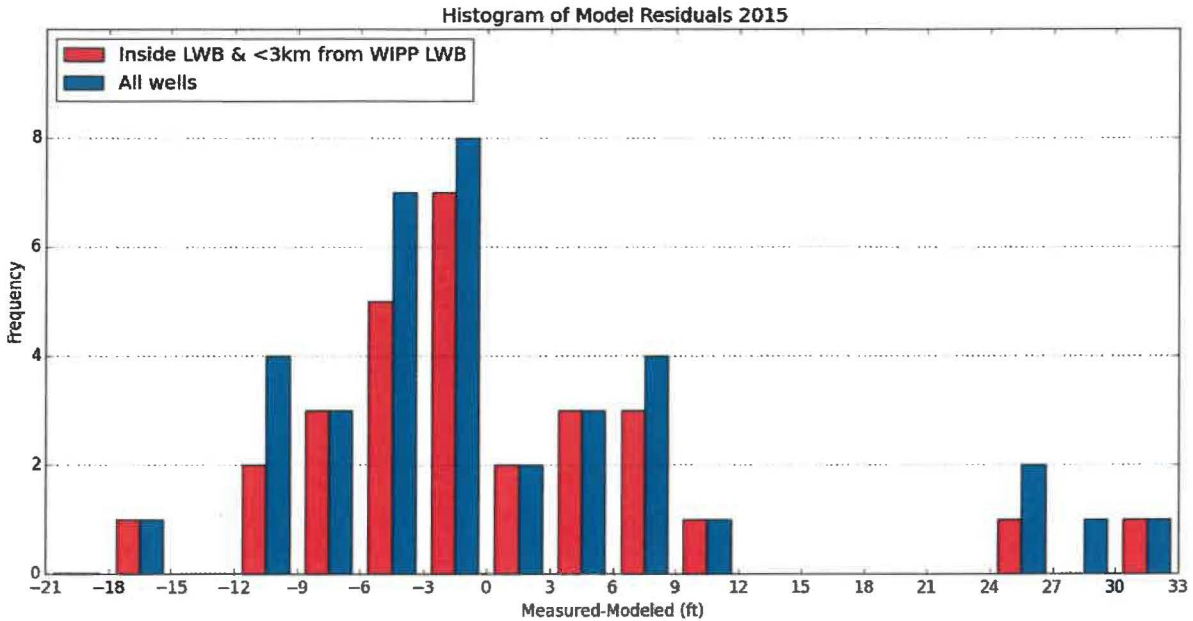 Histogram of Model Residuals 2015
Inside LWB & <3km from WIPP LWB
All wells
8
6
4
2
0
Frequency
−21 −18 −15 −12 −9 −6 −3 0 3 6 9 12 15 18 21 24 27 30 33
Measured-Modeled (ft)